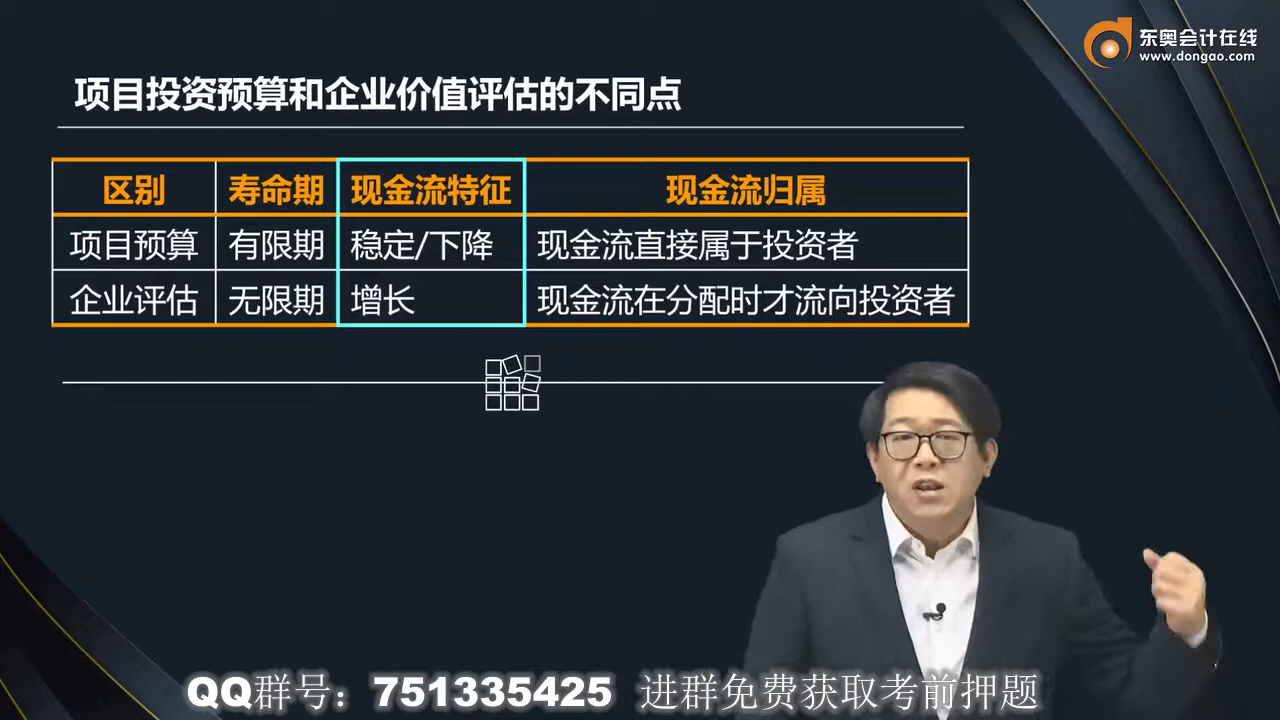 东奥会计在线
www.dongao.com
项目投资预算和企业价值评估的不同点
区别 寿命期 现金流特征 现金流归属
项目预算 有限期 稳定/下降 现金流直接属于投资者
企业评估 无限期 增长 现金流在分配时才流向投资者
QQ群号：751335425 进群免费获取考前押题